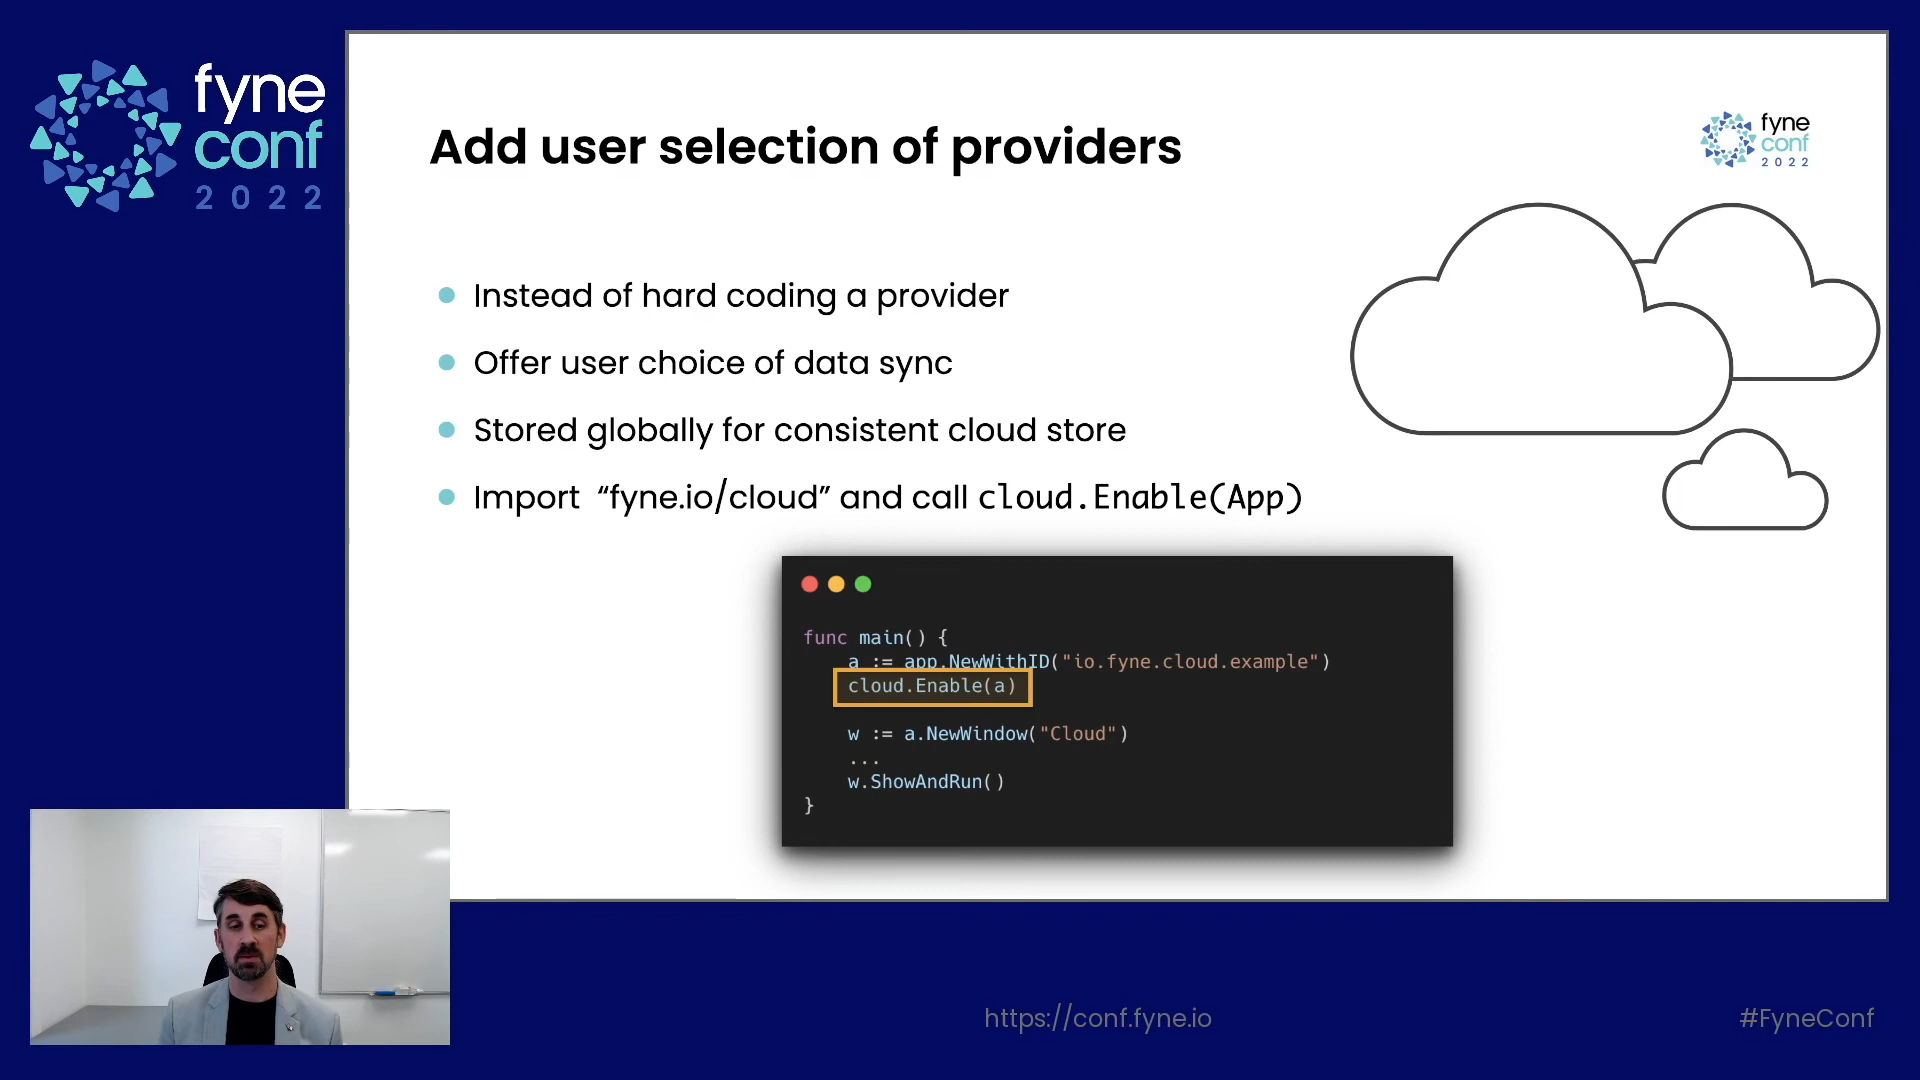 fyne
conf
2022
Add user selection of providers
fyne
conf
2022
Instead of hard coding a provider
Offer user choice of data sync
Stored globally for consistent cloud store
Import “fyne.io/cloud” and call cloud.Enable(App)
func main() {
a := app.NewWithID("io.fyne.cloud.example")
cloud.Enable(a)
w := a.NewWindow("Cloud")
...
w.ShowAndRun()
}
https://conf.fyne.io
#FyneConf